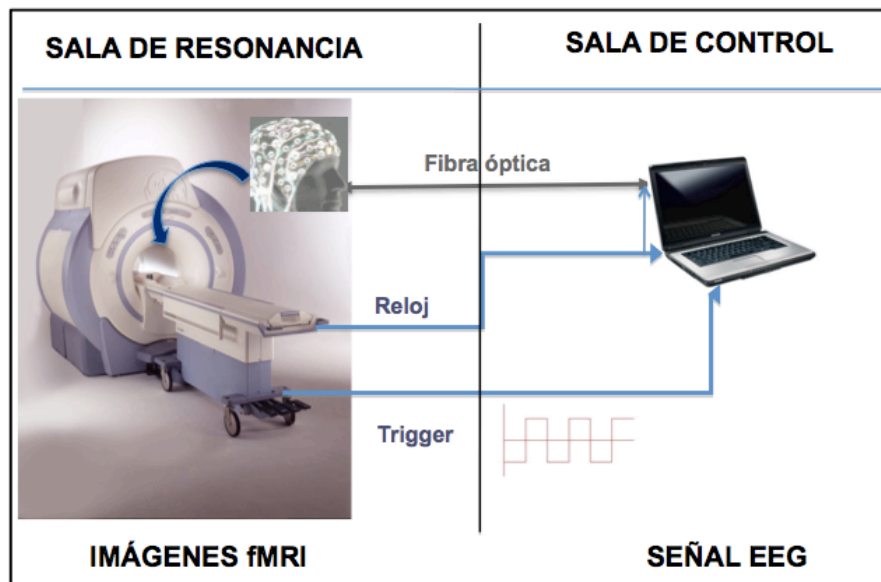 SALA DE RESONANCIA
SALA DE CONTROL
Fibra óptica
Reloj
Trigger
IMÁGENES fMRI
SEÑAL EEG